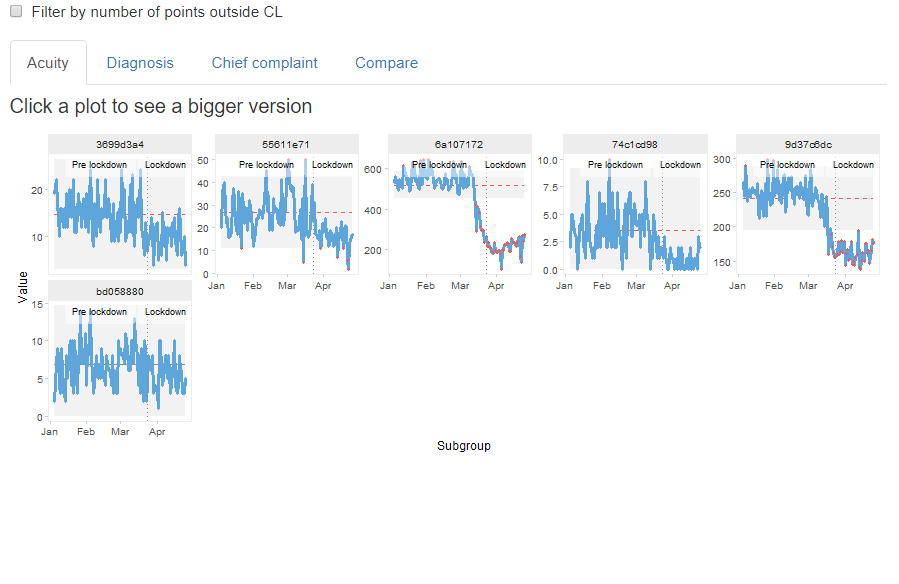 Filter by number of points outside CL
Acuity Diagnosis Chief complaint Compare
Click a plot to see a bigger version
3699d3a4 55611e71 6a107172 74c1cd98 9d37c6dc
Pre lockdown Lockdown Pre lockdown Lockdown Pre lockdown Lockdown Pre lockdown Lockdown Pre lockdown Lockdown
20
10
50
40
30
20
10
0
600
400
200
10.0
7.5
5.0
2.5
0.0
300
250
200
150
Jan Feb Mar Apr Jan Feb Mar Apr Jan Feb Mar Apr Jan Feb Mar Apr
Value
bd058880
Pre lockdown Lockdown
15
10
5
0
Jan Feb Mar Apr
Subgroup